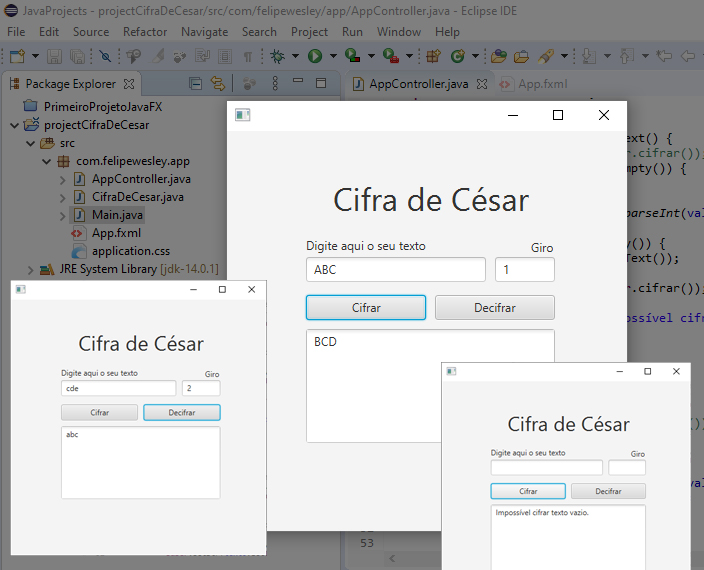 JavaProjects - projectCifraDeCesar/src/com/felipewesley/app/AppController.java - Eclipse IDE
File Edit Source Refactor Navigate Search Project Run Window Help
Package Explorer
AppController.java
App.fxml
PrimeiroProjetoJavaFX
projectCifraDeCesar
src
com.felipewesley.app
AppController.java
CifraDeCesar.java
Main.java
App.fxml
application.css
JRE System Library [jdk-14.0.1]
ext() {
r.cifrar());
mpty()) {
parseInt(val
y()) {
Text());
r.cifrar());
possível cifr
53
Cifra de César
Digite aqui o seu texto
Giro
ABC
1
Cifrar
Decifrar
BCD
Cifra de César
Digite aqui o seu texto
Giro
cde
2
Cifrar
Decifrar
abc
Cifra de César
Digite aqui o seu texto
Giro
Cifrar
Decifrar
Impossível cifrar texto vazio.